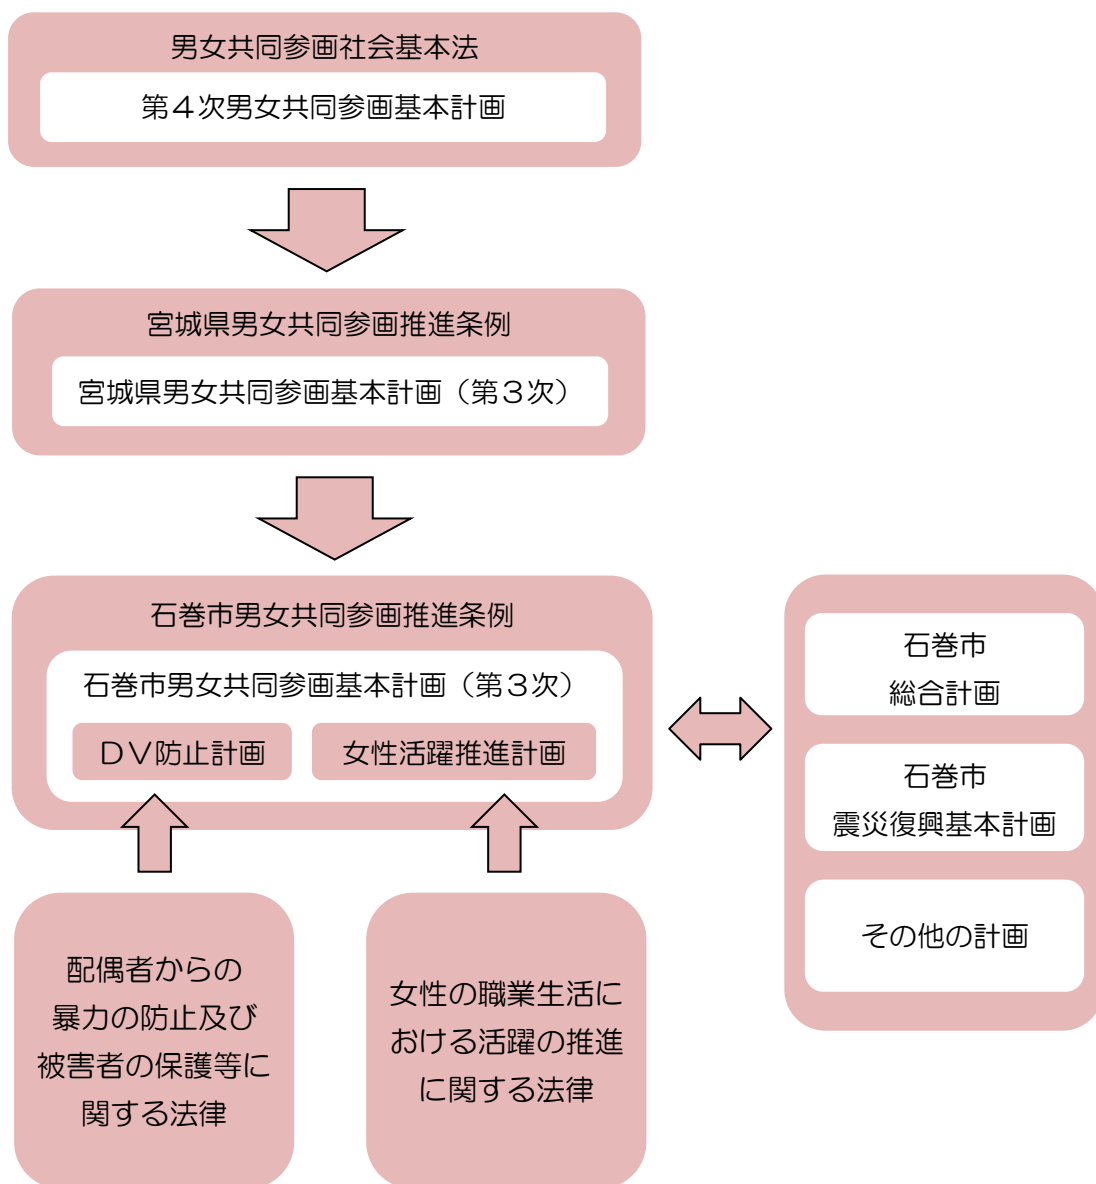 男女共同参画社会基本法
第４次男女共同参画基本計画
宮城県男女共同参画推進条例
宮城県男女共同参画基本計画（第３次）
石巻市男女共同参画推進条例
石巻市男女共同参画基本計画（第３次）
ＤＶ防止計画
女性活躍推進計画
石巻市
総合計画
石巻市
震災復興基本計画
その他の計画
配偶者からの
暴力の防止及び
被害者の保護等に
関する法律
女性の職業生活に
おける活躍の推進
に関する法律